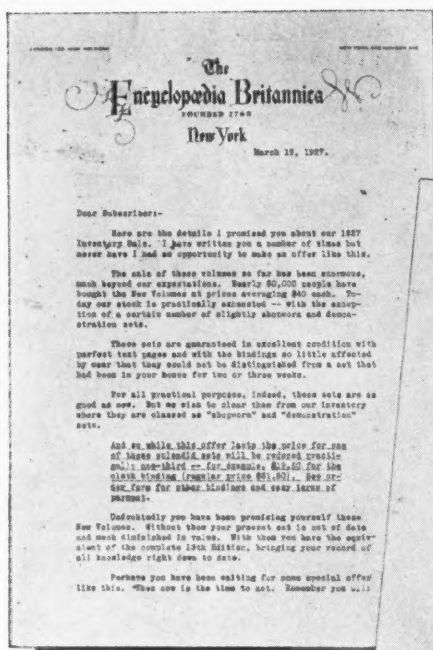 The
Encyclopædia Britannica
FOUNDED 1768
New York
March 15, 1927.
Dear Subscriber:-
Here are the details I promised you about our 1927
Inventory Sale. I have written you a number of times but
never have I had an opportunity to make an offer like this.
The sale of these volumes so far has been enormous,
much beyond our expectations. Nearly people have
bought the New Volumes at prices averaging $40 each. To-
day our stock is practically exhausted -- with the excep-
tion of a certain number of slightly shopworn and demon-
stration sets.
These sets are guaranteed in excellent condition with
perfect text pages and with the bindings so little affected
by wear that they could not be distinguished from a set that
had been in your house for two or three weeks.
For all practical purposes, indeed, these sets are as
good as new. But we wish to clear them from our inventory
where they are classed as "shopworn" and "demonstration"
sets.
And so while this offer lasts the price for one
of these splendid sets will be reduced practic-
ally one-third -- for example, for the
cloth binding (regular price ). See or-
der form for other bindings and easy terms of
payment.
Undoubtedly you have been promising yourself these
New Volumes. Without them your present set is out of date
and much diminished in value. With them you have the equiv-
alent of the complete 13th Edition, bringing your record of
all knowledge right down to date.
Perhaps you have been waiting for some special offer
like this. Then now is the time to act. Remember you will